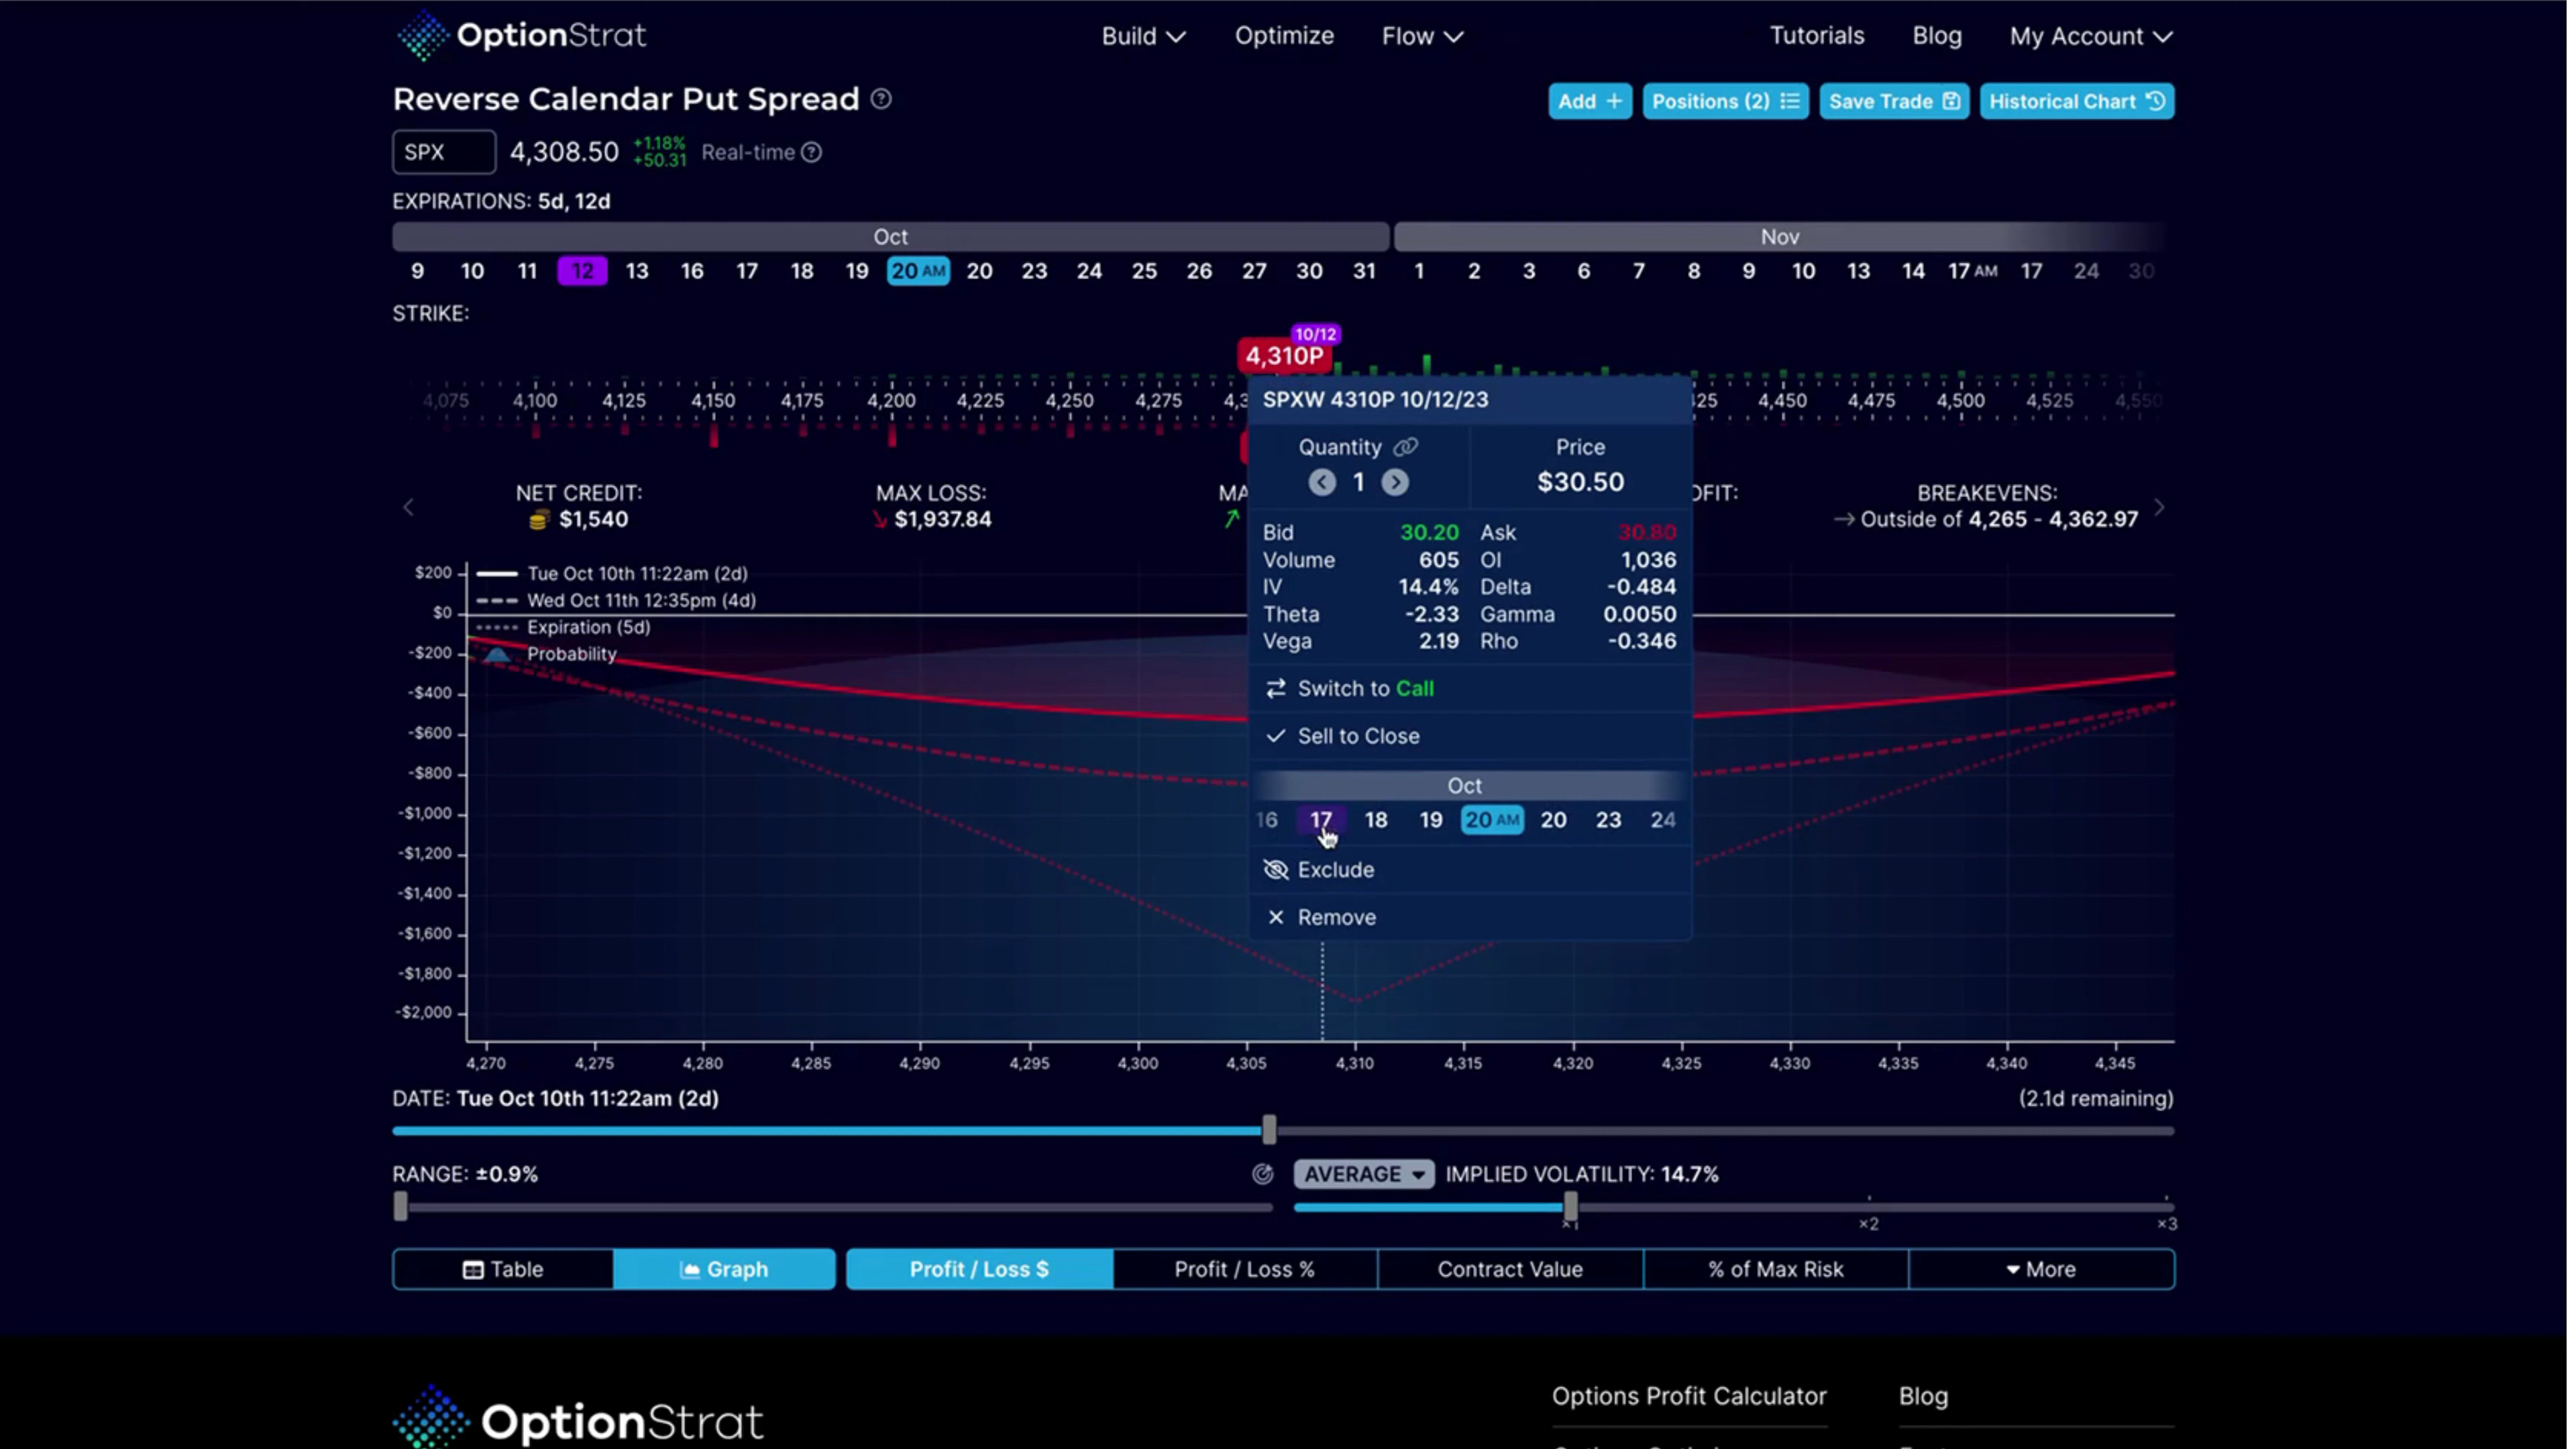 OptionStrat
Build Optimize Flow Tutorials Blog My Account
Reverse Calendar Put Spread ?
Add + Positions (2) Save Trade Historical Chart
SPX 4,308.50 +1.18% +50.31 Real-time ?
EXPIRATIONS: 5d, 12d
Oct Nov
9 10 11 12 13 16 17 18 19 20 AM 20 23 24 25 26 27 30 31 1 2 3 6 7 8 9 10 13 14 17 AM 17 24 30
STRIKE:
10/12
4,310P
4,075 4,100 4,125 4,150 4,175 4,200 4,225 4,250 4,275 4,3 25 4,450 4,475 4,500 4,525 4,550
SPXW 4310P 10/12/23
Quantity Price
1 $30.50
NET CREDIT: MAX LOSS: MA OFIT: BREAKEVENS:
$1,540 $1,937.84 Outside of 4,265 - 4,362.97
Bid 30.20 Ask 30.80
Volume 605 OI 1,036
IV 14.4% Delta -0.484
Theta -2.33 Gamma 0.0050
Vega 2.19 Rho -0.346
Switch to Call
Sell to Close
Oct
16 17 18 19 20 AM 20 23 24
Exclude
Remove
Tue Oct 10th 11:22am (2d)
Wed Oct 11th 12:35pm (4d)
Expiration (5d)
Probability
$200
$0
-$200
-$400
-$600
-$800
-$1,000
-$1,200
-$1,400
-$1,600
-$1,800
-$2,000
4,270 4,275 4,280 4,285 4,290 4,295 4,300 4,305 4,310 4,315 4,320 4,325 4,330 4,335 4,340 4,345
DATE: Tue Oct 10th 11:22am (2d) (2.1d remaining)
RANGE: ±0.9% AVERAGE IMPLIED VOLATILITY: 14.7%
×1 ×2 ×3
Table Graph Profit / Loss $ Profit / Loss % Contract Value % of Max Risk More
OptionStrat
Options Profit Calculator Blog